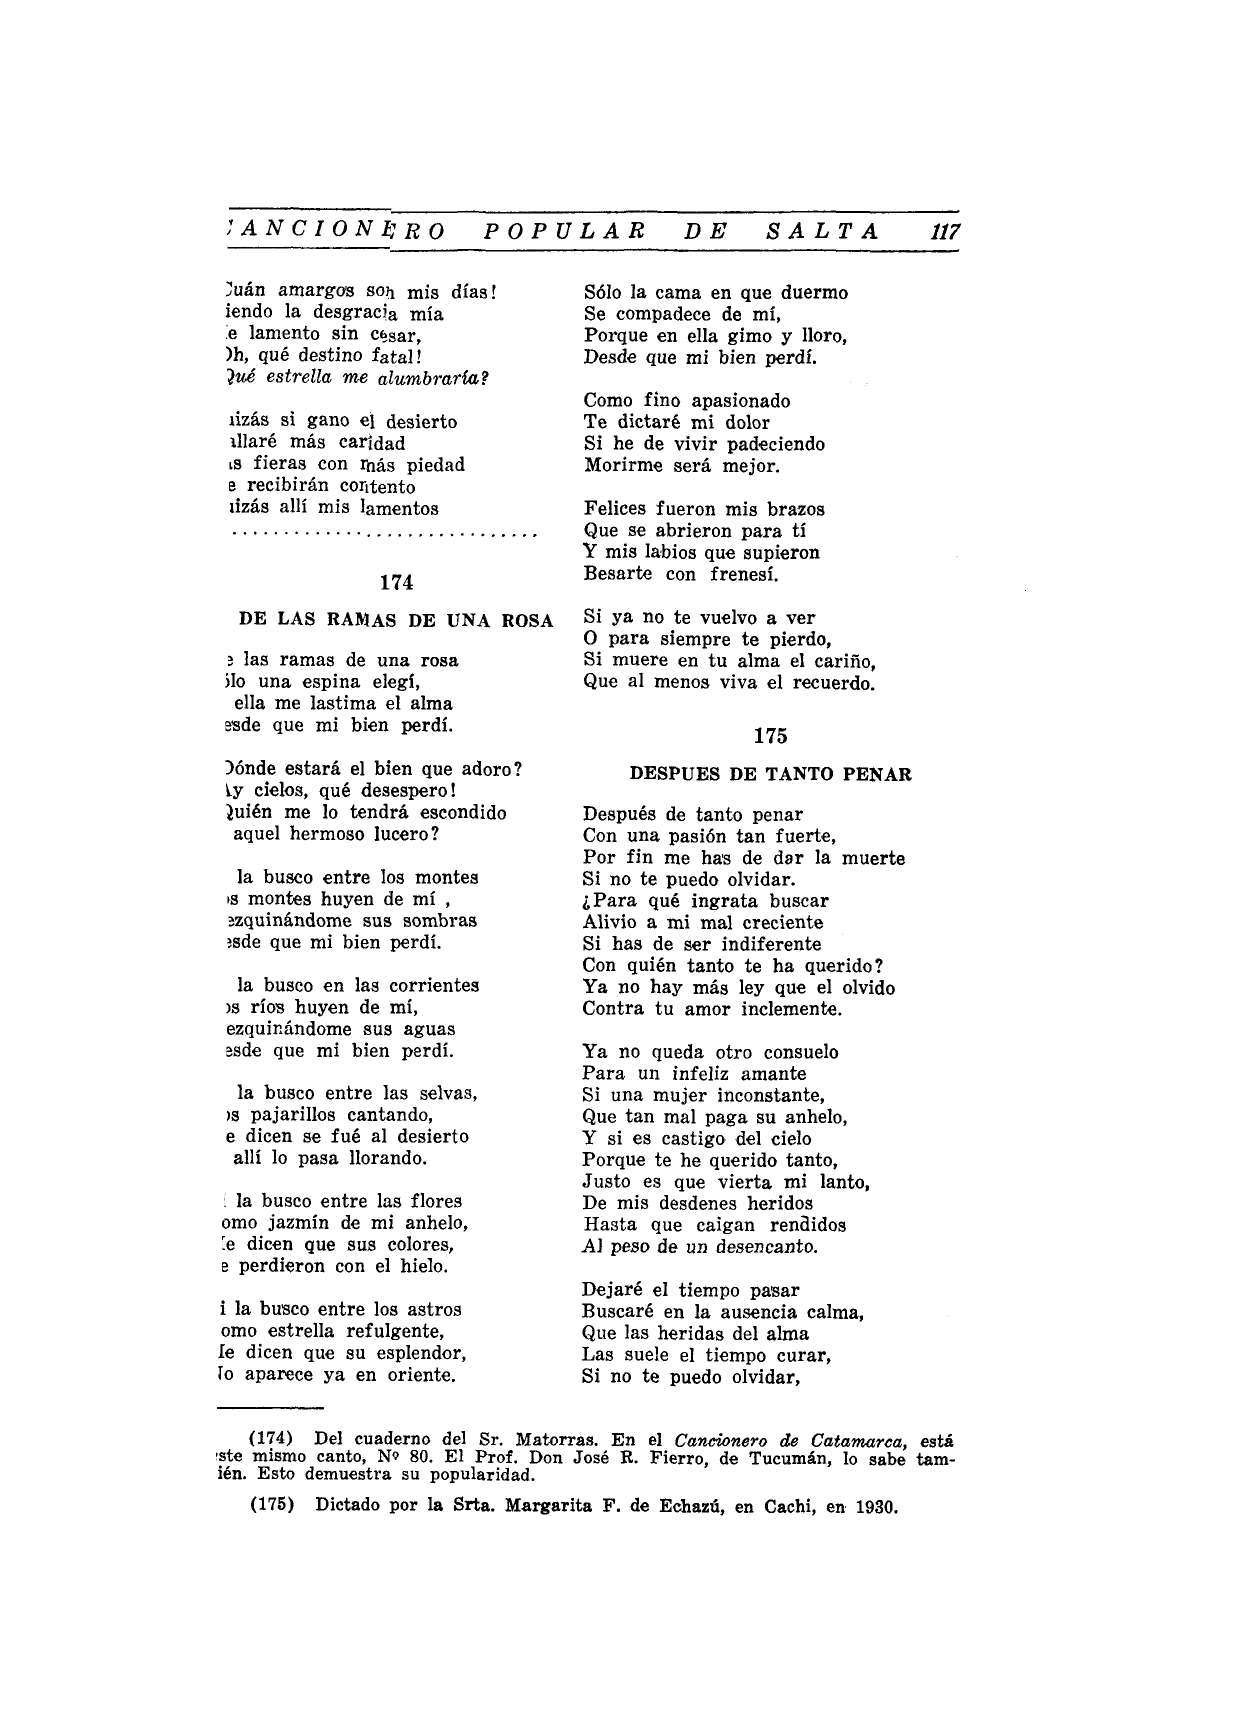 CANCIONERO POPULAR DE SALTA 117
Cuán amargos son mis días!
iendo la desgracia mía
e lamento sin cesar,
Oh, qué destino fatal!
Qué estrella me alumbraría?
uizás si gano el desierto
allaré más caridad
as fieras con más piedad
e recibirán contento
uizás allí mis lamentos
..............................
174
DE LAS RAMAS DE UNA ROSA
e las ramas de una rosa
ólo una espina elegí,
ella me lastima el alma
esde que mi bien perdí.
Dónde estará el bien que adoro?
Ay cielos, qué desespero!
Quién me lo tendrá escondido
aquel hermoso lucero?
la busco entre los montes
os montes huyen de mí ,
ezquinándome sus sombras
esde que mi bien perdí.
la busco en las corrientes
os ríos huyen de mí,
ezquinándome sus aguas
esde que mi bien perdí.
la busco entre las selvas,
os pajarillos cantando,
e dicen se fué al desierto
allí lo pasa llorando.
i la busco entre las flores
omo jazmín de mi anhelo,
Me dicen que sus colores,
e perdieron con el hielo.
i la busco entre los astros
omo estrella refulgente,
Me dicen que su esplendor,
No aparece ya en oriente.
Sólo la cama en que duermo
Se compadece de mí,
Porque en ella gimo y lloro,
Desde que mi bien perdí.
Como fino apasionado
Te dictaré mi dolor
Si he de vivir padeciendo
Morirme será mejor.
Felices fueron mis brazos
Que se abrieron para tí
Y mis labios que supieron
Besarte con frenesí.
Si ya no te vuelvo a ver
O para siempre te pierdo,
Si muere en tu alma el cariño,
Que al menos viva el recuerdo.
175
DESPUES DE TANTO PENAR
Después de tanto penar
Con una pasión tan fuerte,
Por fin me has de dar la muerte
Si no te puedo olvidar.
¿Para qué ingrata buscar
Alivio a mi mal creciente
Si has de ser indiferente
Con quién tanto te ha querido?
Ya no hay más ley que el olvido
Contra tu amor inclemente.
Ya no queda otro consuelo
Para un infeliz amante
Si una mujer inconstante,
Que tan mal paga su anhelo,
Y si es castigo del cielo
Porque te he querido tanto,
Justo es que vierta mi lanto,
De mis desdenes heridos
Hasta que caigan rendidos
Al peso de un desencanto.
Dejaré el tiempo pasar
Buscaré en la ausencia calma,
Que las heridas del alma
Las suele el tiempo curar,
Si no te puedo olvidar,
(174) Del cuaderno del Sr. Matorras. En el Cancionero de Catamarca, está
este mismo canto, Nº 80. El Prof. Don José R. Fierro, de Tucumán, lo sabe tam-
ién. Esto demuestra su popularidad.
(175) Dictado por la Srta. Margarita F. de Echazú, en Cachi, en 1930.